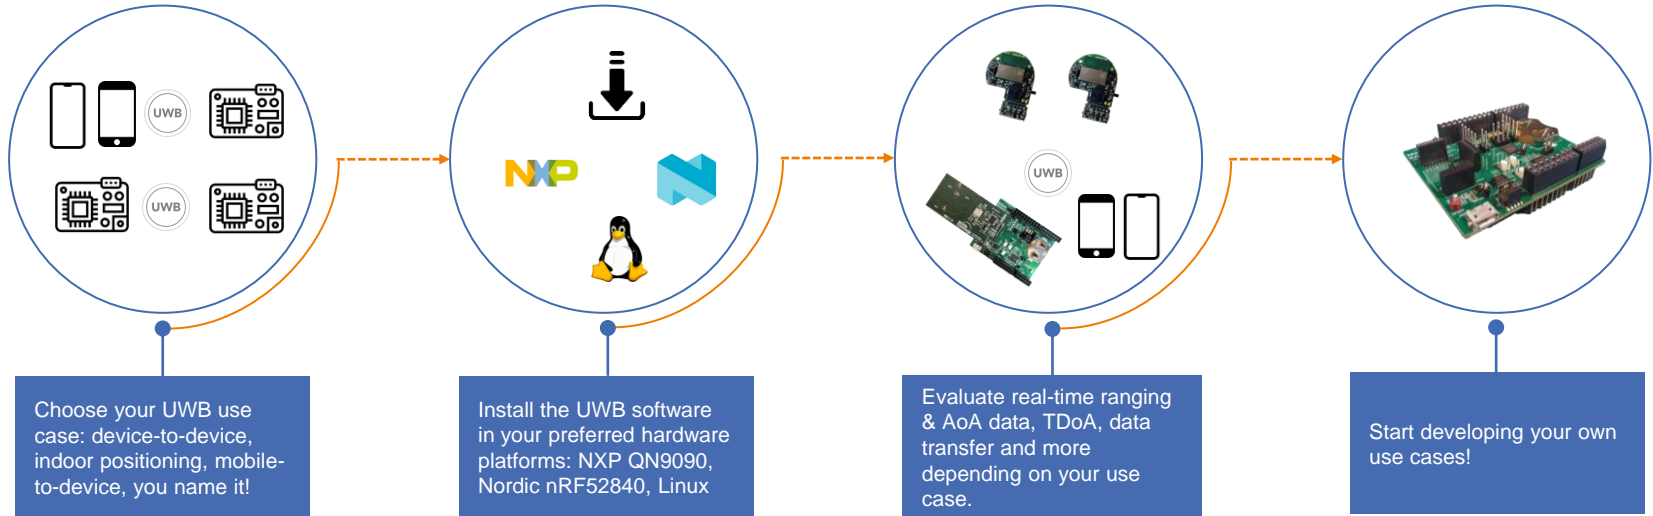 UWB
UWB
NXP
UWB
Choose your UWB use
case: device-to-device,
indoor positioning, mobile-
to-device, you name it!
Install the UWB software
in your preferred hardware
platforms: NXP QN9090,
Nordic nRF52840, Linux
Evaluate real-time ranging
& AoA data, TDoA, data
transfer and more
depending on your use
case.
Start developing your own
use cases!